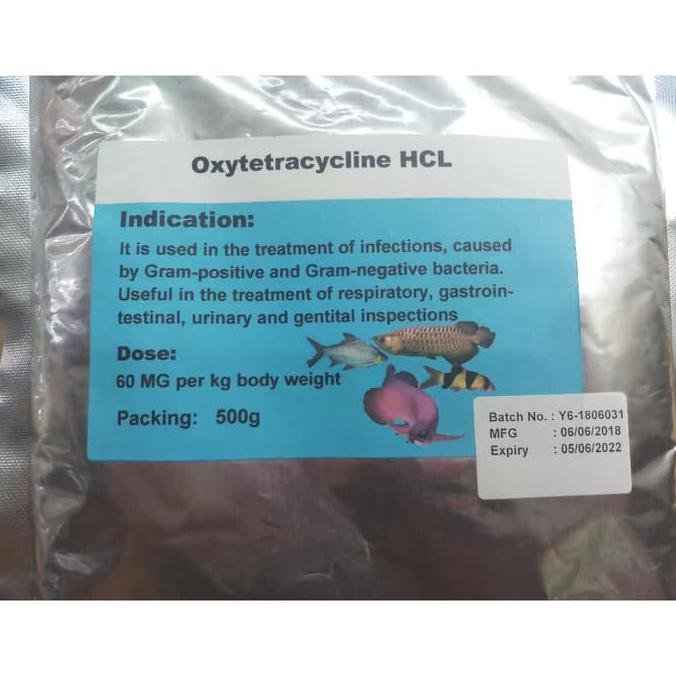 Oxytetracycline HCL
Indication:
It is used in the treatment of infections, caused
by Gram-positive and Gram-negative bacteria.
Useful in the treatment of respiratory, gastroin-
testinal, urinary and gentital inspections
Dose:
60 MG per kg body weight
Packing: 500g
Batch No. : Y6-1806031
MFG : 06/06/2018
Expiry : 05/06/2022